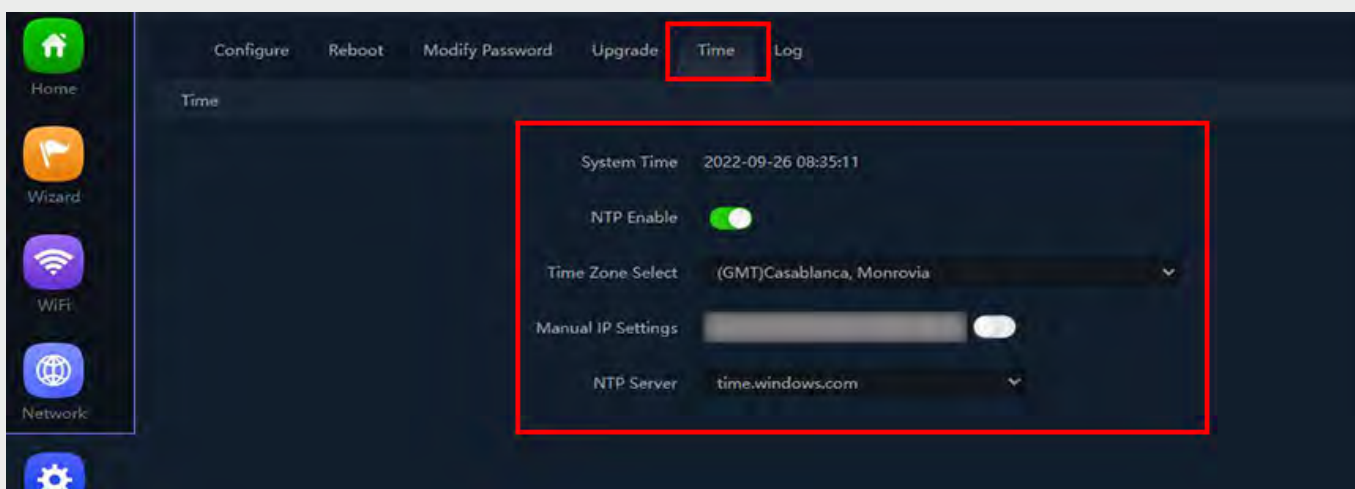 Configure Reboot Modify Password Upgrade Time Log
Home
Time
System Time 2022-09-26 08:35:11
Wizard
NTP Enable
Time Zone Select (GMT)Casablanca, Monrovia
WiFi
Manual IP Settings
NTP Server time.windows.com
Network